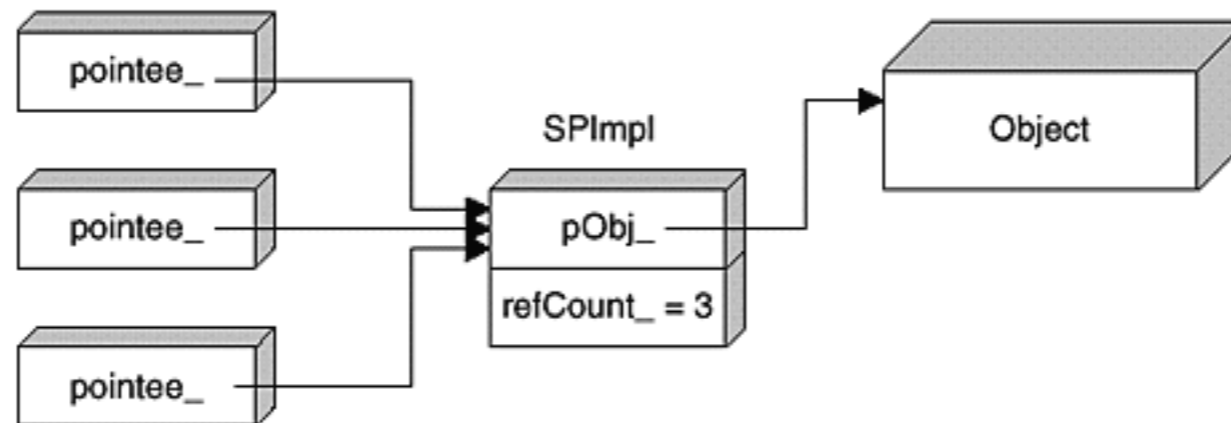 pointee_
SPImpl
Object
pointee_
pObj_
refCount_ = 3
pointee_